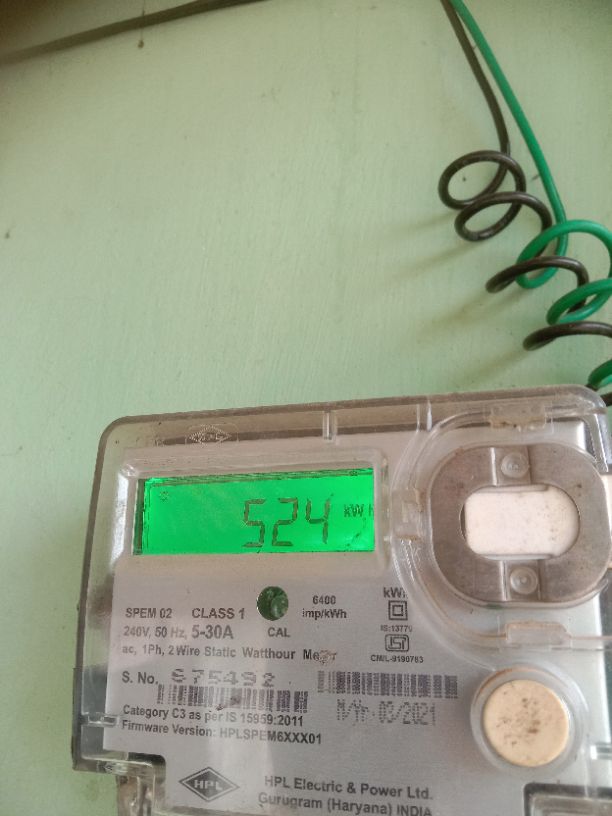 524 kWh
SPEM 02 CLASS 1
6400 imp/kWh
kWh
240V, 50 Hz, 5-30A
CAL
IS:13779
ac, 1Ph, 2 Wire Static Watthour Meter
CM/L-9190763
S. No. S75492
M/Yr. 03/2021
Category C3 as per IS 15959:2011
Firmware Version: HPLSPEM6XXX01
HPL
HPL Electric & Power Ltd.
Gurugram (Haryana) INDIA